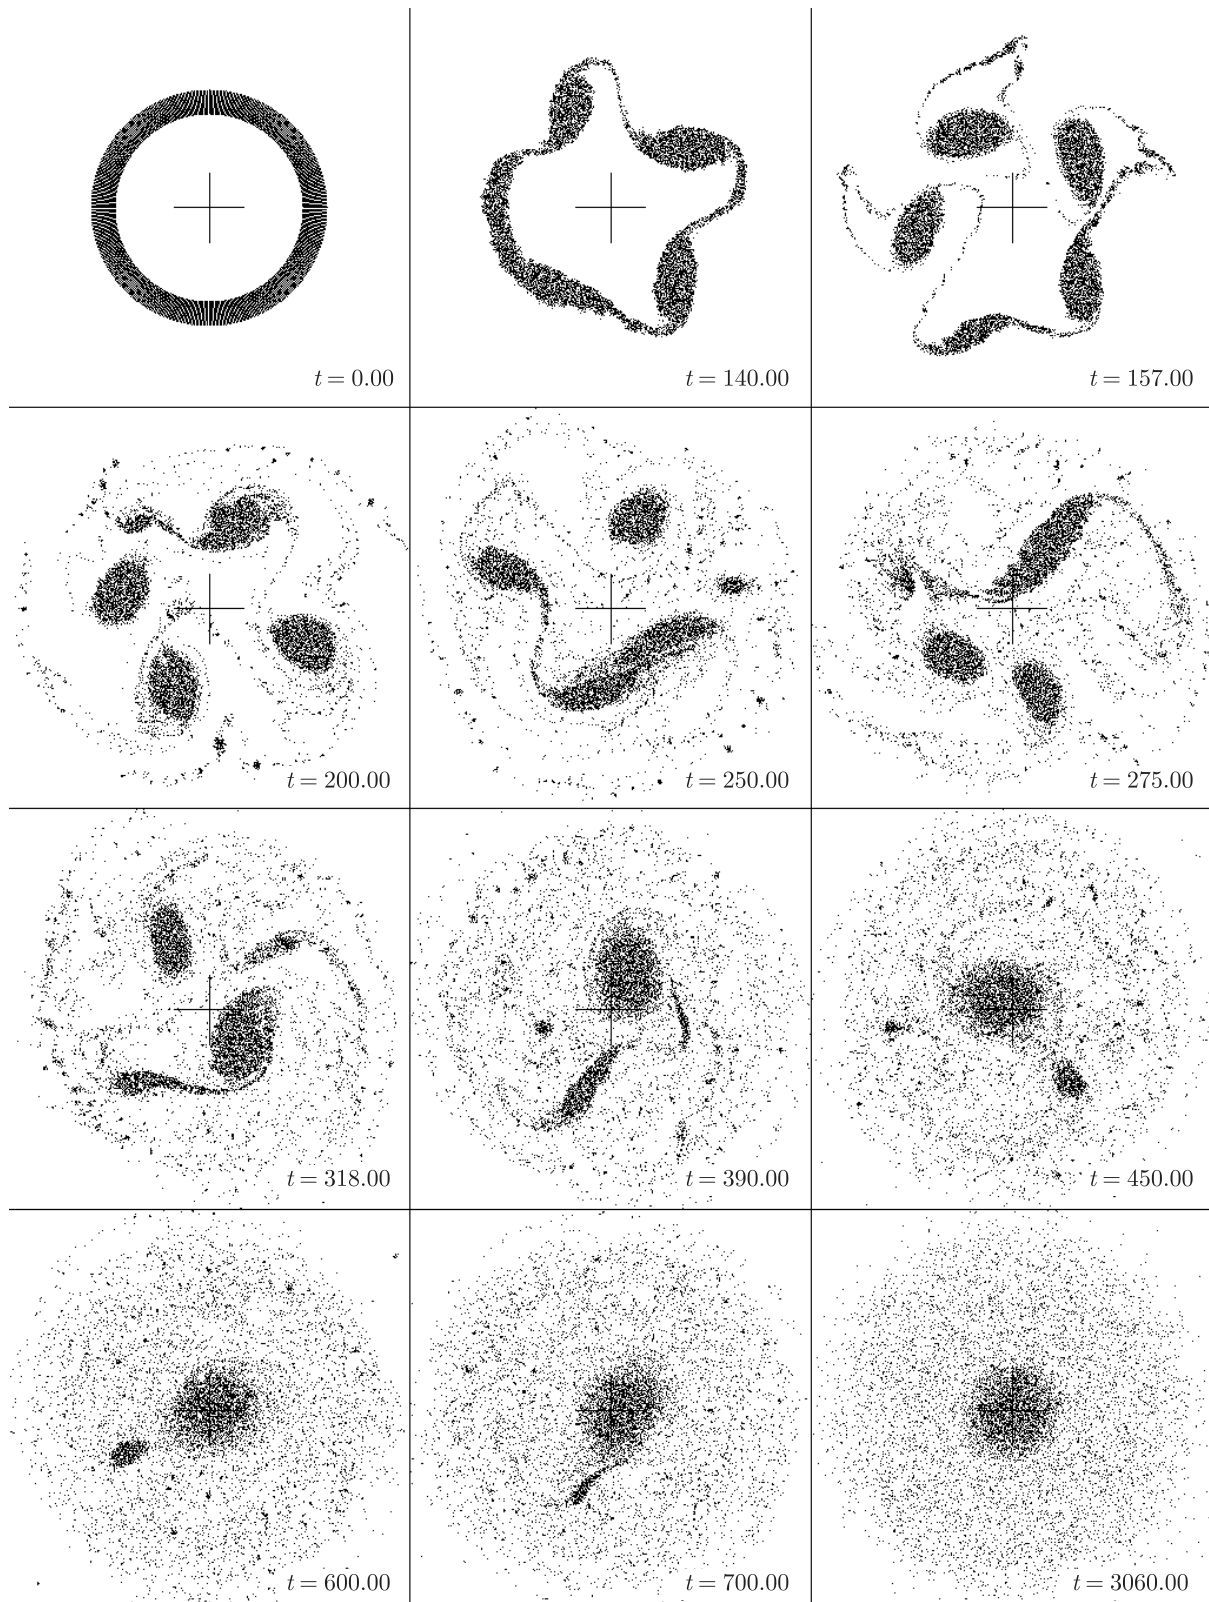 t = 0.00
t = 140.00
t = 157.00
t = 200.00
t = 250.00
t = 275.00
t = 318.00
t = 390.00
t = 450.00
t = 600.00
t = 700.00
t = 3060.00